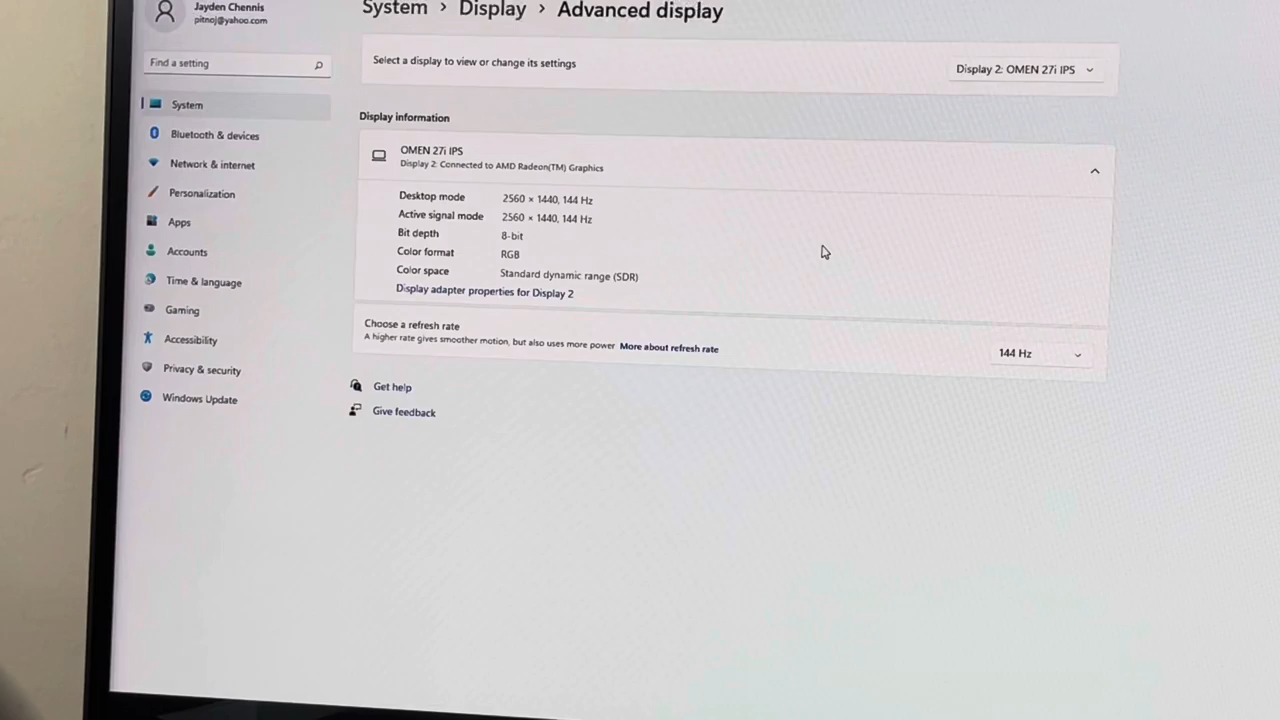 Jayden Chennis
pitnoj@yahoo.com
Find a setting
System
Bluetooth & devices
Network & internet
Personalization
Apps
Accounts
Time & language
Gaming
Accessibility
Privacy & security
Windows Update
System > Display > Advanced display
Select a display to view or change its settings
Display 2: OMEN 27i IPS
Display information
OMEN 27i IPS
Display 2: Connected to AMD Radeon(TM) Graphics
Desktop mode 2560 × 1440, 144 Hz
Active signal mode 2560 × 1440, 144 Hz
Bit depth 8-bit
Color format RGB
Color space Standard dynamic range (SDR)
Display adapter properties for Display 2
Choose a refresh rate
A higher rate gives smoother motion, but also uses more power More about refresh rate
144 Hz
Get help
Give feedback